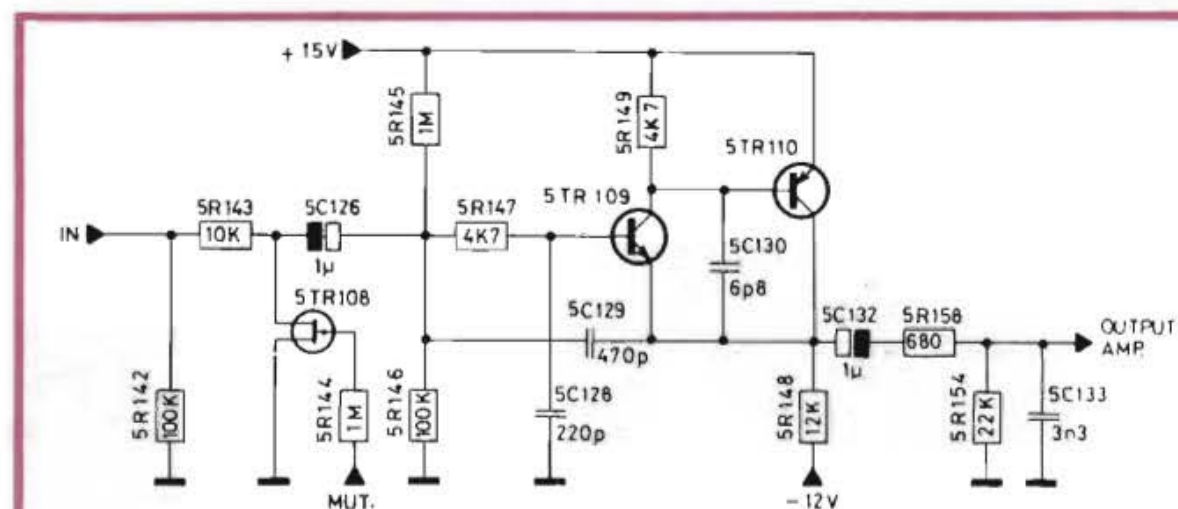 + 15V
5R145
1M
5R149
4K7
5TR110
5TR109
5R143
10K
5C126
1µ
5R147
4K7
IN
5C130
6p8
5TR108
5C129
470p
5C132
1µ
5R158
680
OUTPUT
AMP.
5R142
100K
5R144
1M
5R146
100K
5C128
220p
5R148
12K
5R154
22K
5C133
3n3
MUT.
-12V